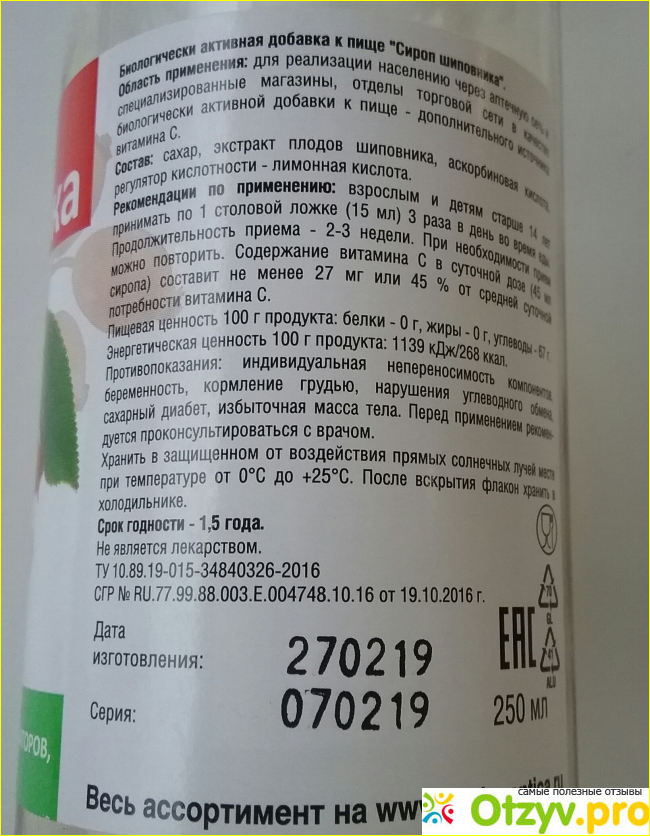 Биологически активная добавка к пище "Сироп шиповника".
Область применения: для реализации населению через аптечную сеть и
специализированные магазины, отделы торговой сети в качестве
биологически активной добавки к пище - дополнительного источника
витамина С.
Состав: сахар, экстракт плодов шиповника, аскорбиновая кислота,
регулятор кислотности - лимонная кислота.
Рекомендации по применению: взрослым и детям старше 14 лет
принимать по 1 столовой ложке (15 мл) 3 раза в день во время еды.
Продолжительность приема - 2-3 недели. При необходимости прием
можно повторить. Содержание витамина С в суточной дозе (45 мл
сиропа) составит не менее 27 мг или 45 % от средней суточной
потребности витамина С.
Пищевая ценность 100 г продукта: белки - 0 г, жиры - 0 г, углеводы - 67 г.
Энергетическая ценность 100 г продукта: 1139 кДж/268 ккал.
Противопоказания: индивидуальная непереносимость компонентов,
беременность, кормление грудью, нарушения углеводного обмена,
сахарный диабет, избыточная масса тела. Перед применением рекомен-
дуется проконсультироваться с врачом.
Хранить в защищенном от воздействия прямых солнечных лучей месте
при температуре от 0°С до +25°С. После вскрытия флакон хранить в
холодильнике.
Срок годности - 1,5 года.
Не является лекарством.
ТУ 10.89.19-015-34840326-2016
СГР № RU.77.99.88.003.Е.004748.10.16 от 19.10.2016 г.
Дата
изготовления: 270219
Серия: 070219
EAC
70
GL
41
ALU
250 мл
ка
торов,
Весь ассортимент на www.
самые полезные отзывы
Otzyv.pro